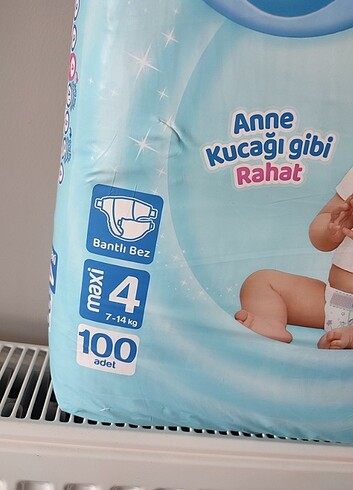 Anne
Kucağı gibi
Rahat
Bantlı Bez
maxi
4
7-14 kg
100
adet